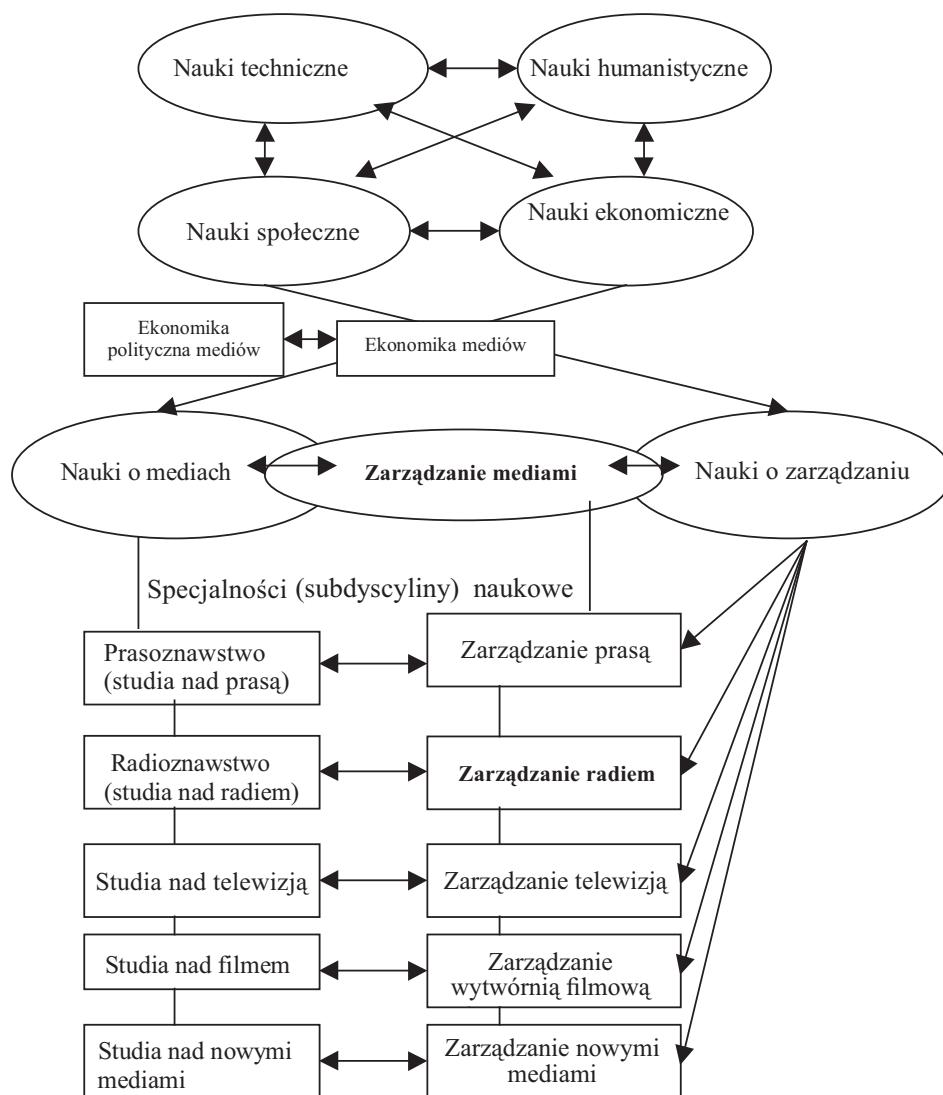 Nauki techniczne
Nauki humanistyczne
Nauki społeczne
Nauki ekonomiczne
Ekonomika
polityczna mediów
Ekonomika mediów
Nauki o mediach
Zarządzanie mediami
Nauki o zarządzaniu
Specjalności (subdyscyliny) naukowe
Prasoznawstwo
(studia nad prasą)
Zarządzanie prasą
Radioznawstwo
(studia nad radiem)
Zarządzanie radiem
Studia nad telewizją
Zarządzanie telewizją
Studia nad filmem
Zarządzanie
wytwórnią filmową
Studia nad nowymi
mediami
Zarządzanie nowymi
mediami